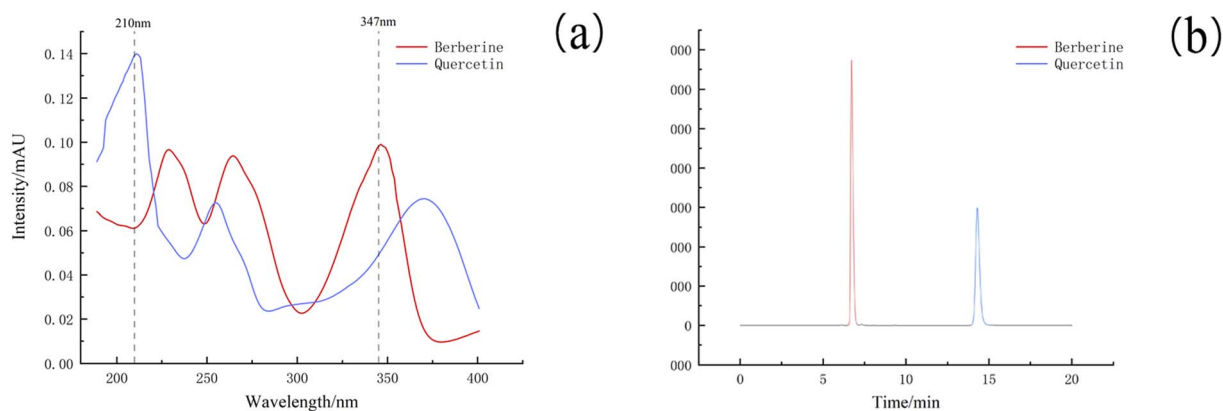 210nm
347nm
(a)
Berberine
Quercetin
0.14
0.12
0.10
0.08
0.06
0.04
0.02
0.00
Intensity/mAU
200
250
300
350
400
Wavelength/nm
(b)
Berberine
Quercetin
000
000
000
000
000
000
000
0
000
0
5
10
15
20
Time/min